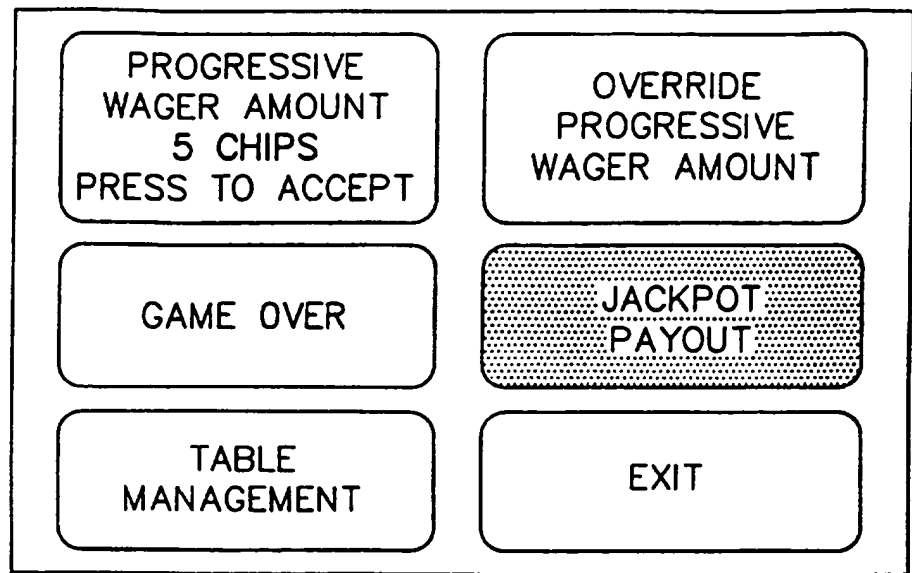 PROGRESSIVE
WAGER AMOUNT
5 CHIPS
PRESS TO ACCEPT
OVERRIDE
PROGRESSIVE
WAGER AMOUNT
GAME OVER
JACKPOT
PAYOUT
TABLE
MANAGEMENT
EXIT